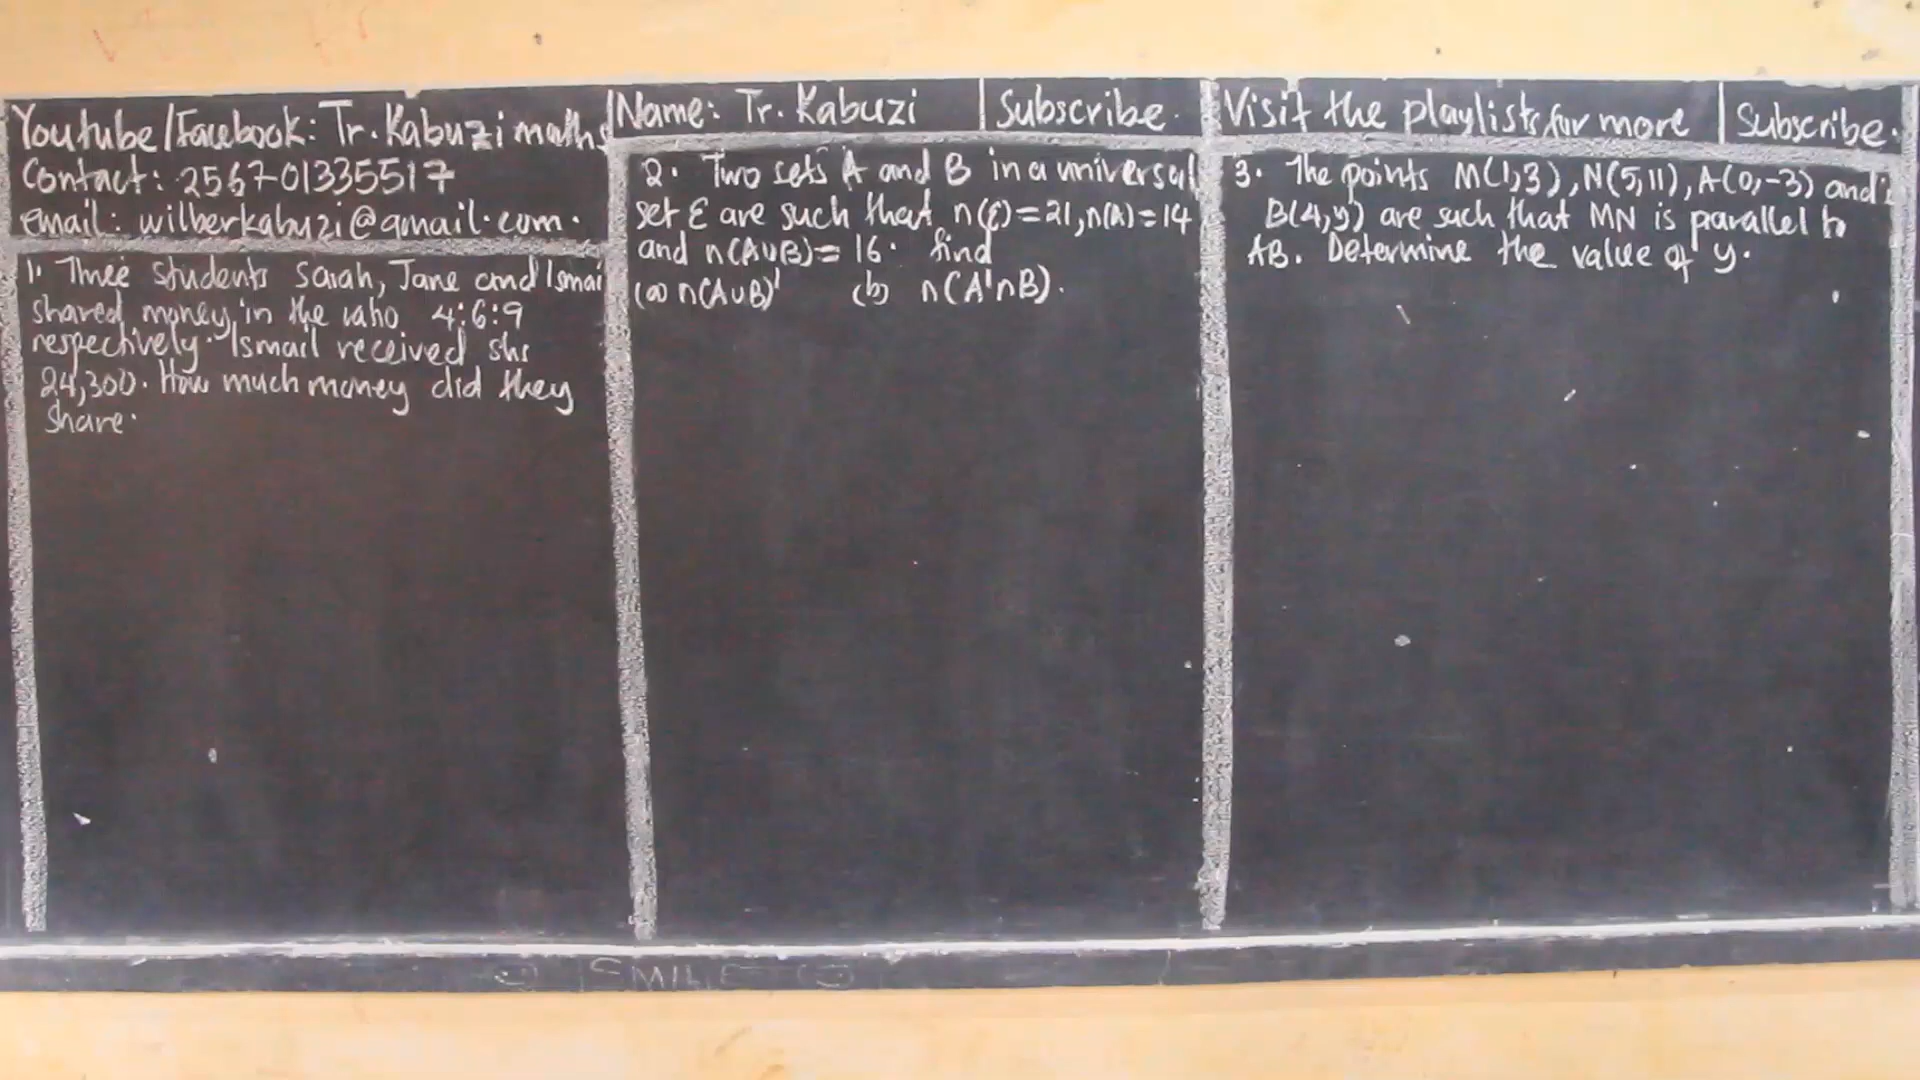 Youtube/Facebook: Tr. Kabuzi maths
Contact: 256701335517
email: wilberkabuzi@gmail.com.
1. Three students Sarah, Jane and Ismail
shared money in the ratio 4:6:9
respectively. Ismail received shs
24,300. How much money did they
share.
Name: Tr. Kabuzi | Subscribe.
2. Two sets A and B in a universal
set ε are such that n(ε)=21, n(A)=14
and n(A∪B)= 16. find
(a) n(A∪B)' (b) n(A'∩B).
Visit the playlists for more | Subscribe.
3. The points M(1,3), N(5,11), A(0,-3) and
B(4,y) are such that MN is parallel to
AB. Determine the value of y.
SMILE